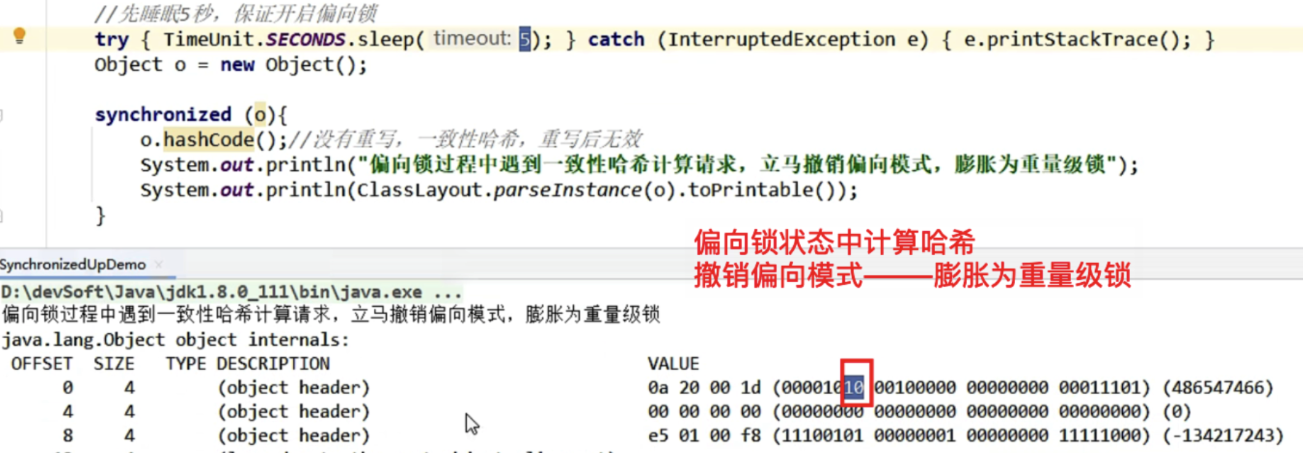 //先睡眠5秒，保证开启偏向锁
try { TimeUnit.SECONDS.sleep( timeout: 5); } catch (InterruptedException e) { e.printStackTrace(); }
Object o = new Object();
synchronized (o){
o.hashCode();//没有重写，一致性哈希，重写后无效
System.out.println("偏向锁过程中遇到一致性哈希计算请求，立马撤销偏向模式，膨胀为重量级锁");
System.out.println(ClassLayout.parseInstance(o).toPrintable());
}
偏向锁状态中计算哈希
撤销偏向模式———膨胀为重量级锁
SynchronizedUpDemo ×
D:\devSoft\Java\jdk1.8.0_111\bin\java.exe ...
偏向锁过程中遇到一致性哈希计算请求，立马撤销偏向模式，膨胀为重量级锁
java.lang.Object object internals:
OFFSET SIZE TYPE DESCRIPTION VALUE
0 4 (object header) 0a 20 00 1d (00001010 00100000 00000000 00011101) (486547466)
4 4 (object header) 00 00 00 00 (00000000 00000000 00000000 00000000) (0)
8 4 (object header) e5 01 00 f8 (11100101 00000001 00000000 11111000) (-134217243)